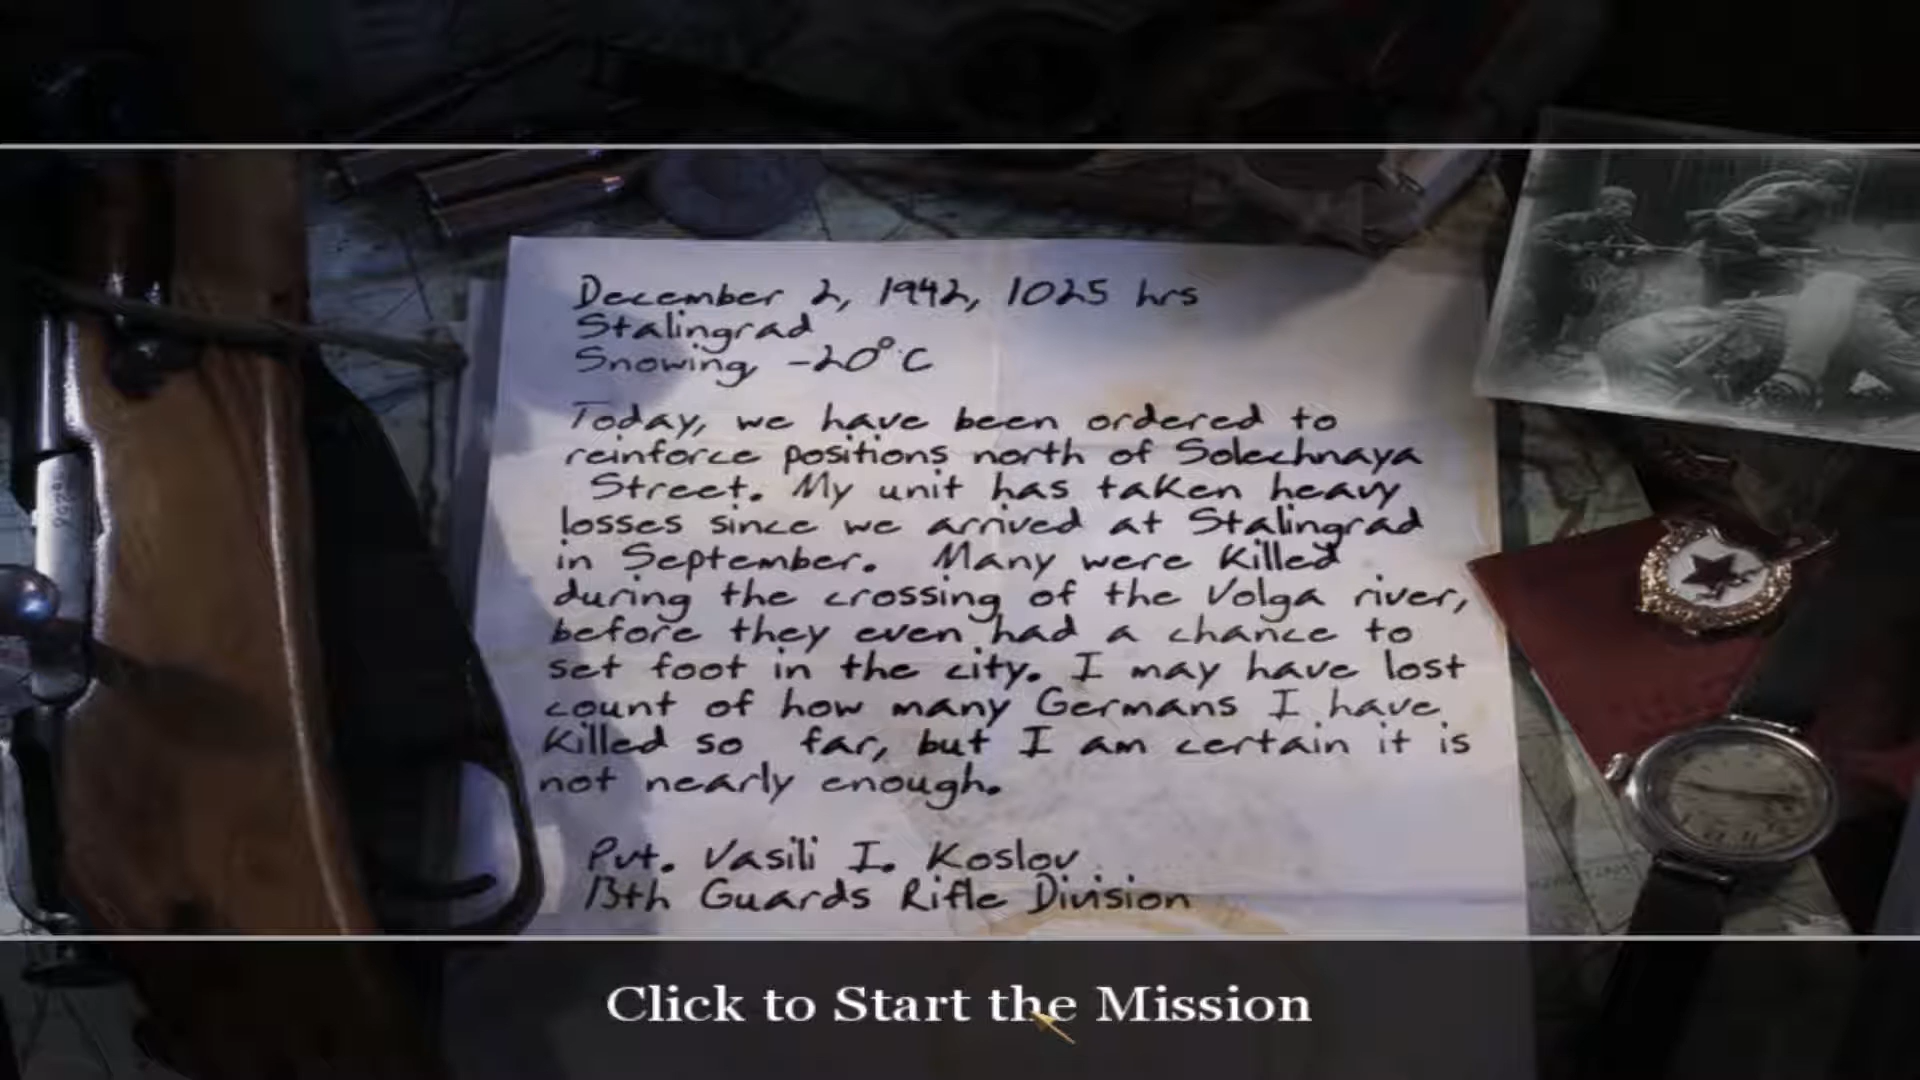 December 2, 1942, 1025 hrs
Stalingrad
Snowing, -20°C
Today, we have been ordered to
reinforce positions north of Solechnaya
Street. My unit has taken heavy
losses since we arrived at Stalingrad
in September. Many were killed
during the crossing of the Volga river,
before they even had a chance to
set foot in the city. I may have lost
count of how many Germans I have
killed so far, but I am certain it is
not nearly enough.
Pvt. Vasili I. Koslov
13th Guards Rifle Division
Click to Start the Mission